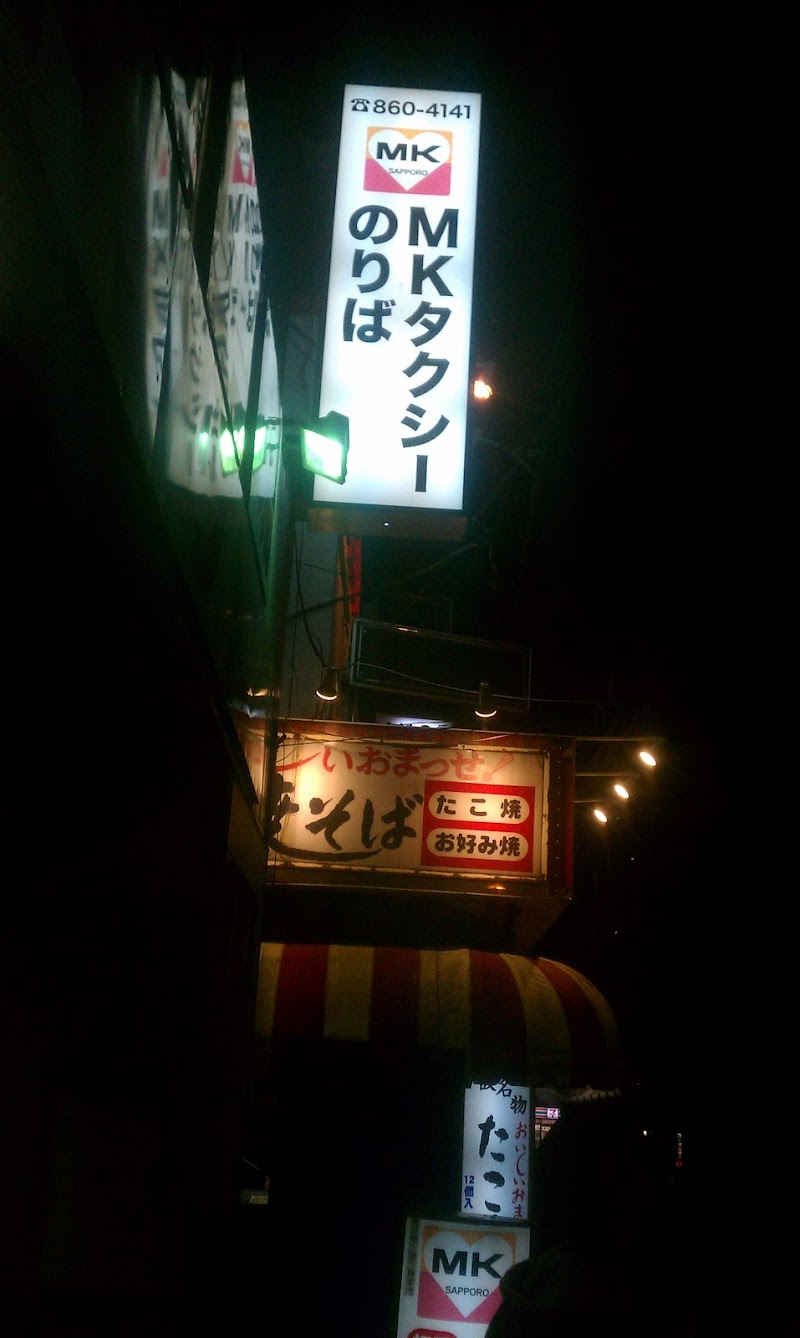 ☎860-4141
MK
SAPPORO
MKタクシー
のりば
いおまっせ!
そば
たこ焼
お好み焼
名物
たこ
おいしいおま
12個入
MK
SAPPORO